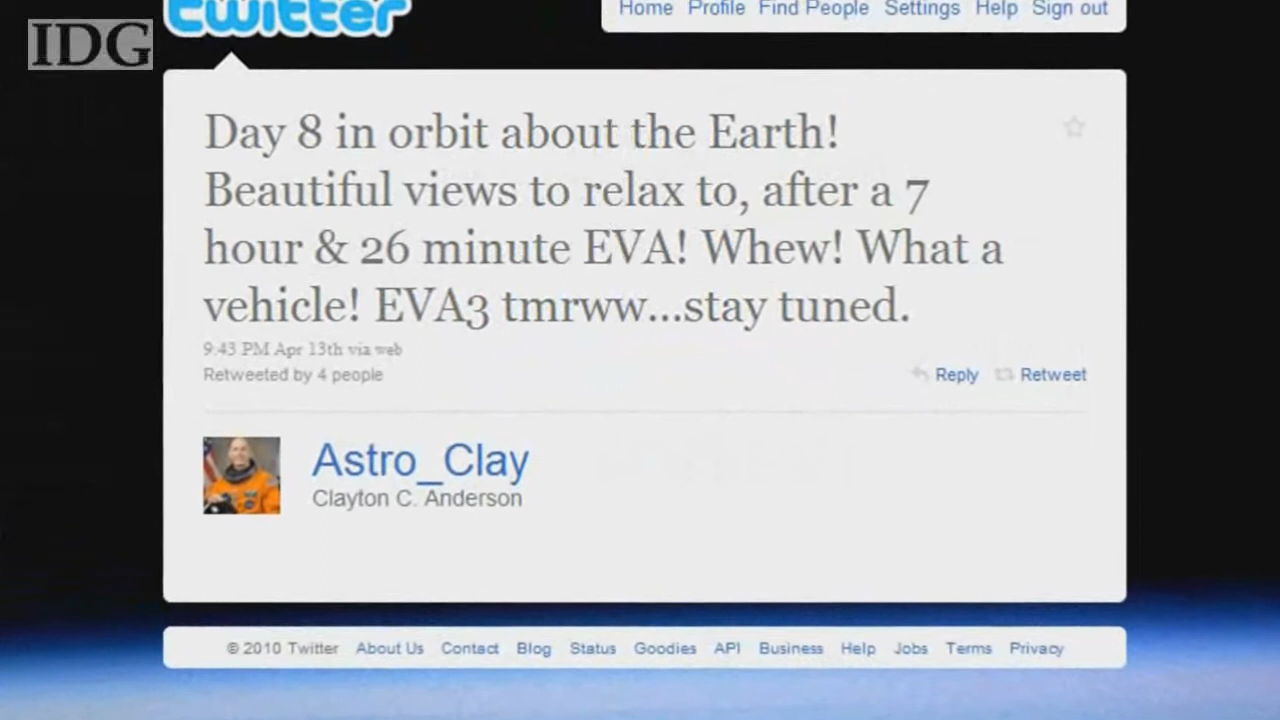 IDG
twitter
Home Profile Find People Settings Help Sign out
Day 8 in orbit about the Earth!
Beautiful views to relax to, after a 7
hour & 26 minute EVA! Whew! What a
vehicle! EVA3 tmrww...stay tuned.
9:43 PM Apr 13th via web
Retweeted by 4 people
Reply Retweet
Astro_Clay
Clayton C. Anderson
© 2010 Twitter About Us Contact Blog Status Goodies API Business Help Jobs Terms Privacy